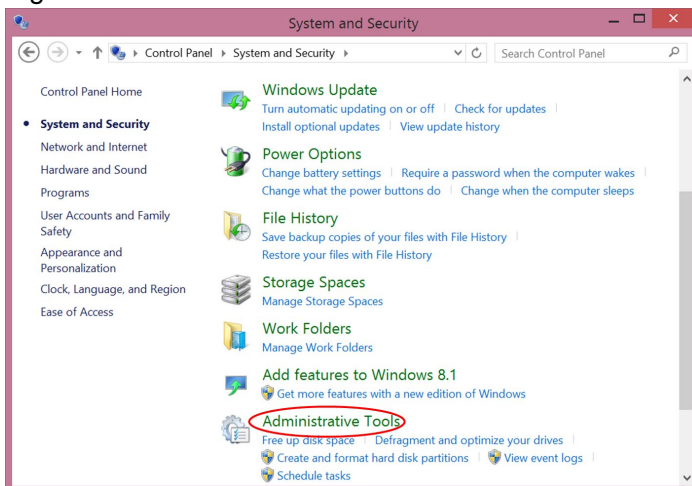 System and Security
Control Panel System and Security
Search Control Panel
Control Panel Home
System and Security
Network and Internet
Hardware and Sound
Programs
User Accounts and Family
Safety
Appearance and
Personalization
Clock, Language, and Region
Ease of Access
Windows Update
Turn automatic updating on or off Check for updates
Install optional updates View update history
Power Options
Change battery settings Require a password when the computer wakes
Change what the power buttons do Change when the computer sleeps
File History
Save backup copies of your files with File History
Restore your files with File History
Storage Spaces
Manage Storage Spaces
Work Folders
Manage Work Folders
Add features to Windows 8.1
Get more features with a new edition of Windows
Administrative Tools
Free up disk space Defragment and optimize your drives
Create and format hard disk partitions View event logs
Schedule tasks